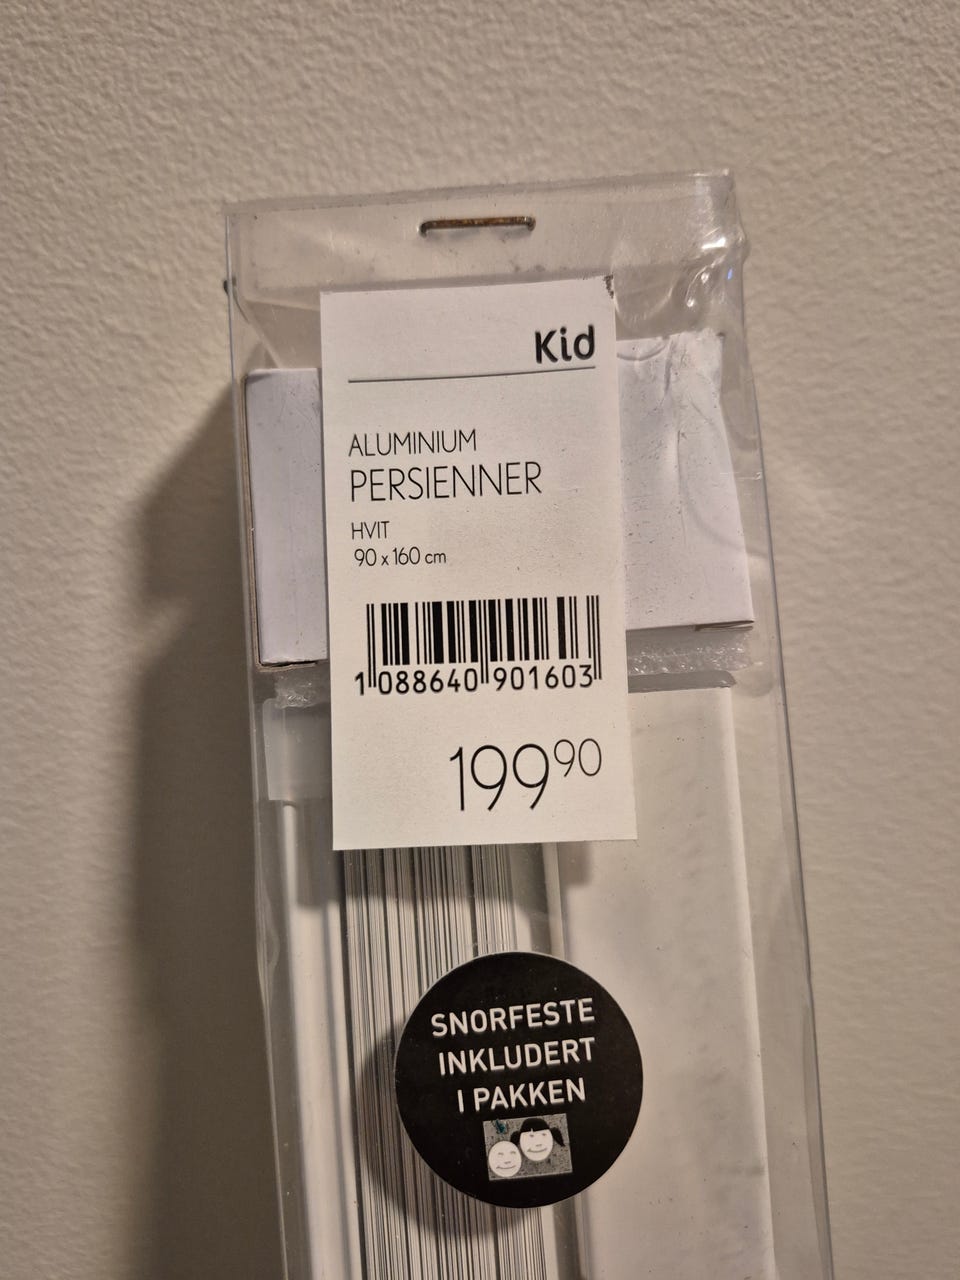 Kid
ALUMINIUM
PERSIENNER
HVIT
90 x 160 cm
1 088640 901603
199 90
SNORFESTE
INKLUDERT
I PAKKEN